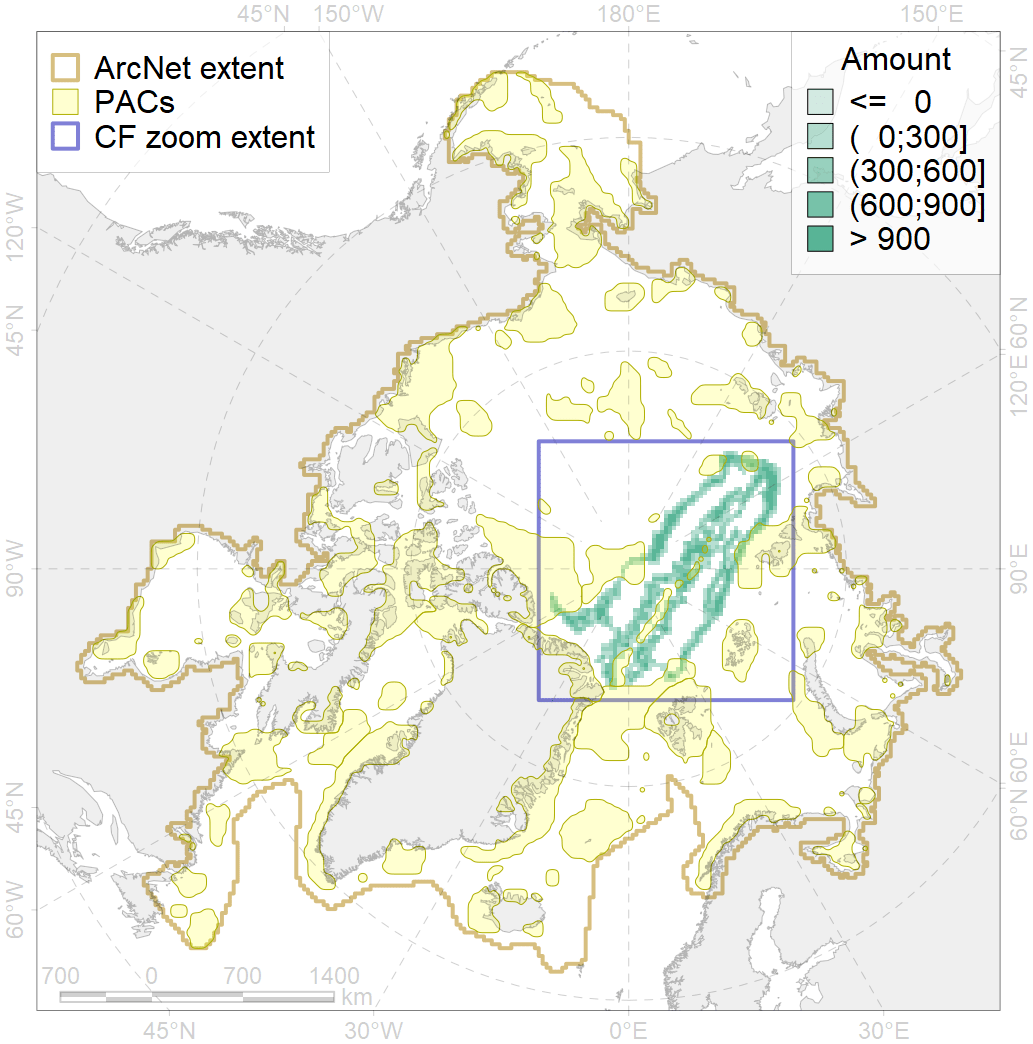 45°N 150°W 180°E 150°E
ArcNet extent
PACs
CF zoom extent
Amount
<= 0
( 0;300]
(300;600]
(600;900]
> 900
45°N
120°W
45°N
60°N
120°E
90°W
90°E
45°N
60°W
60°E
60°N
700 0 700 1400
km
45°N 30°W 0°E 30°E